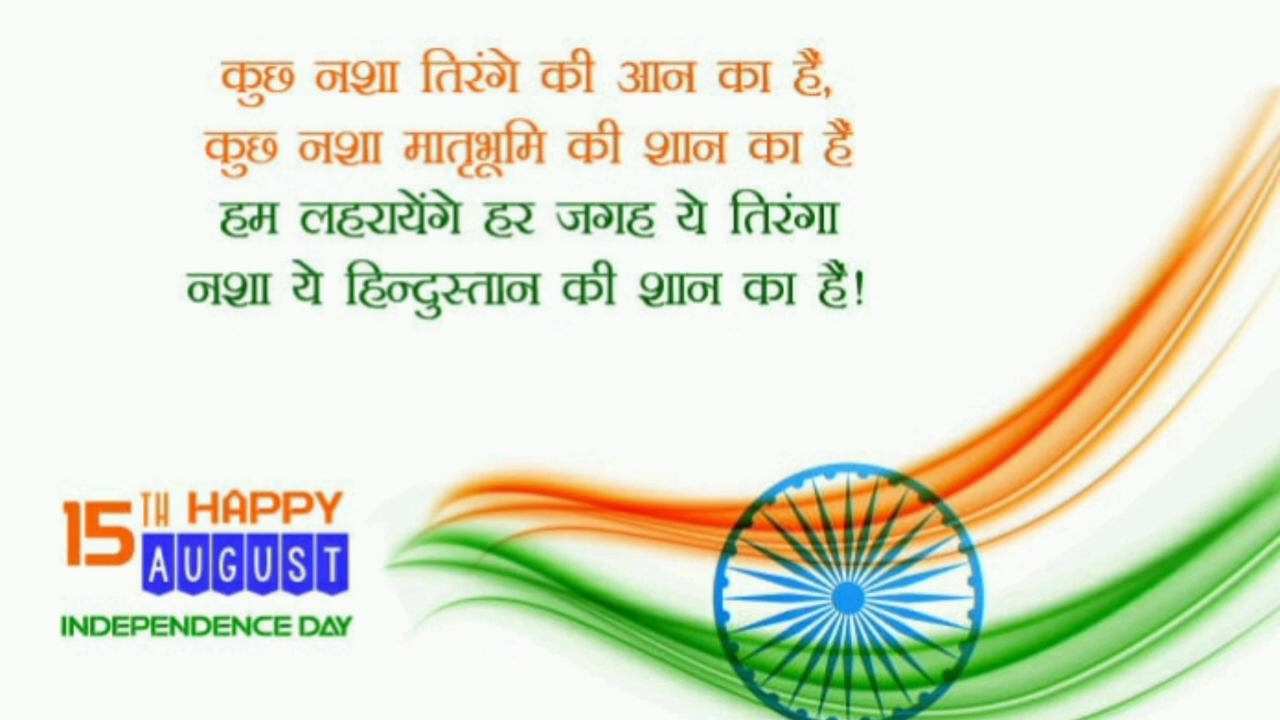 कुछ नशा तिरंगे की आन का हैं,
कुछ नशा मातृभूमि की शान का हैं
हम लहरायेंगे हर जगह ये तिरंगा
नशा ये हिन्दुस्तान की शान का हैं!
15TH HAPPY
AUGUST
INDEPENDENCE DAY